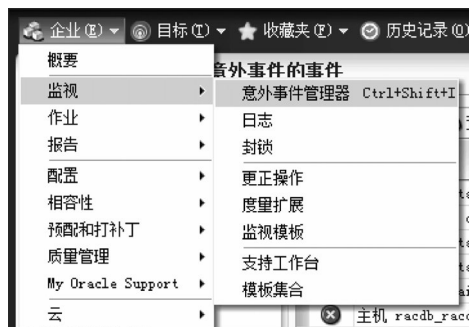 企业(E) 目标(T) 收藏夹(F) 历史记录(O)
概要
意外事件的事件
监视
意外事件管理器 Ctrl+Shift+I
作业
日志
报告
封锁
配置
更正操作
相容性
度量扩展
预配和打补丁
监视模板
质量管理
支持工作台
My Oracle Support
模板集合
云
主机 racdb_race